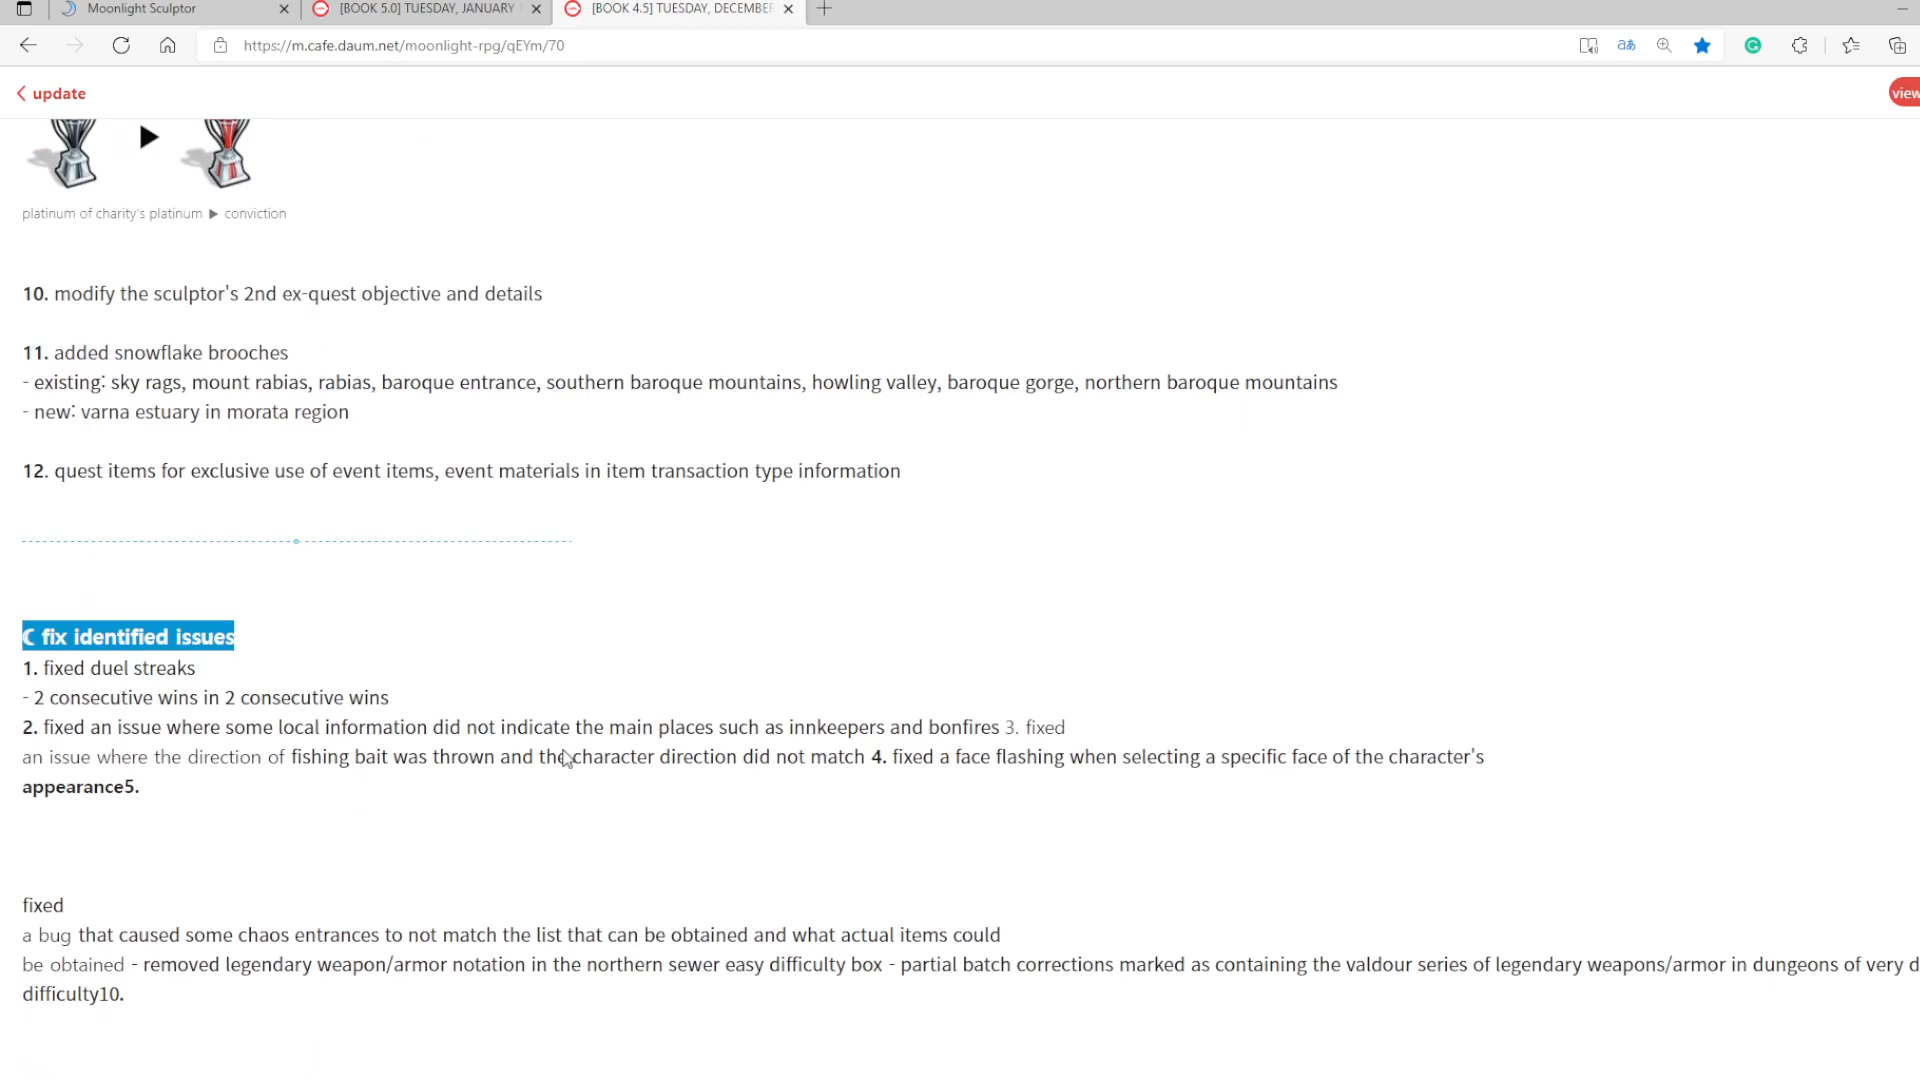 Moonlight Sculptor
[BOOK 5.0] TUESDAY, JANUARY
[BOOK 4.5] TUESDAY, DECEMBER
https://m.cafe.daum.net/moonlight-rpg/qEYm/70
aあ
G
update
view
platinum of charity's platinum ▶ conviction
10. modify the sculptor's 2nd ex-quest objective and details
11. added snowflake brooches
- existing: sky rags, mount rabias, rabias, baroque entrance, southern baroque mountains, howling valley, baroque gorge, northern baroque mountains
- new: varna estuary in morata region
12. quest items for exclusive use of event items, event materials in item transaction type information
☾ fix identified issues
1. fixed duel streaks
- 2 consecutive wins in 2 consecutive wins
2. fixed an issue where some local information did not indicate the main places such as innkeepers and bonfires 3. fixed
an issue where the direction of fishing bait was thrown and the character direction did not match 4. fixed a face flashing when selecting a specific face of the character's
appearance5.
fixed
a bug that caused some chaos entrances to not match the list that can be obtained and what actual items could
be obtained - removed legendary weapon/armor notation in the northern sewer easy difficulty box - partial batch corrections marked as containing the valdour series of legendary weapons/armor in dungeons of very d
difficulty10.